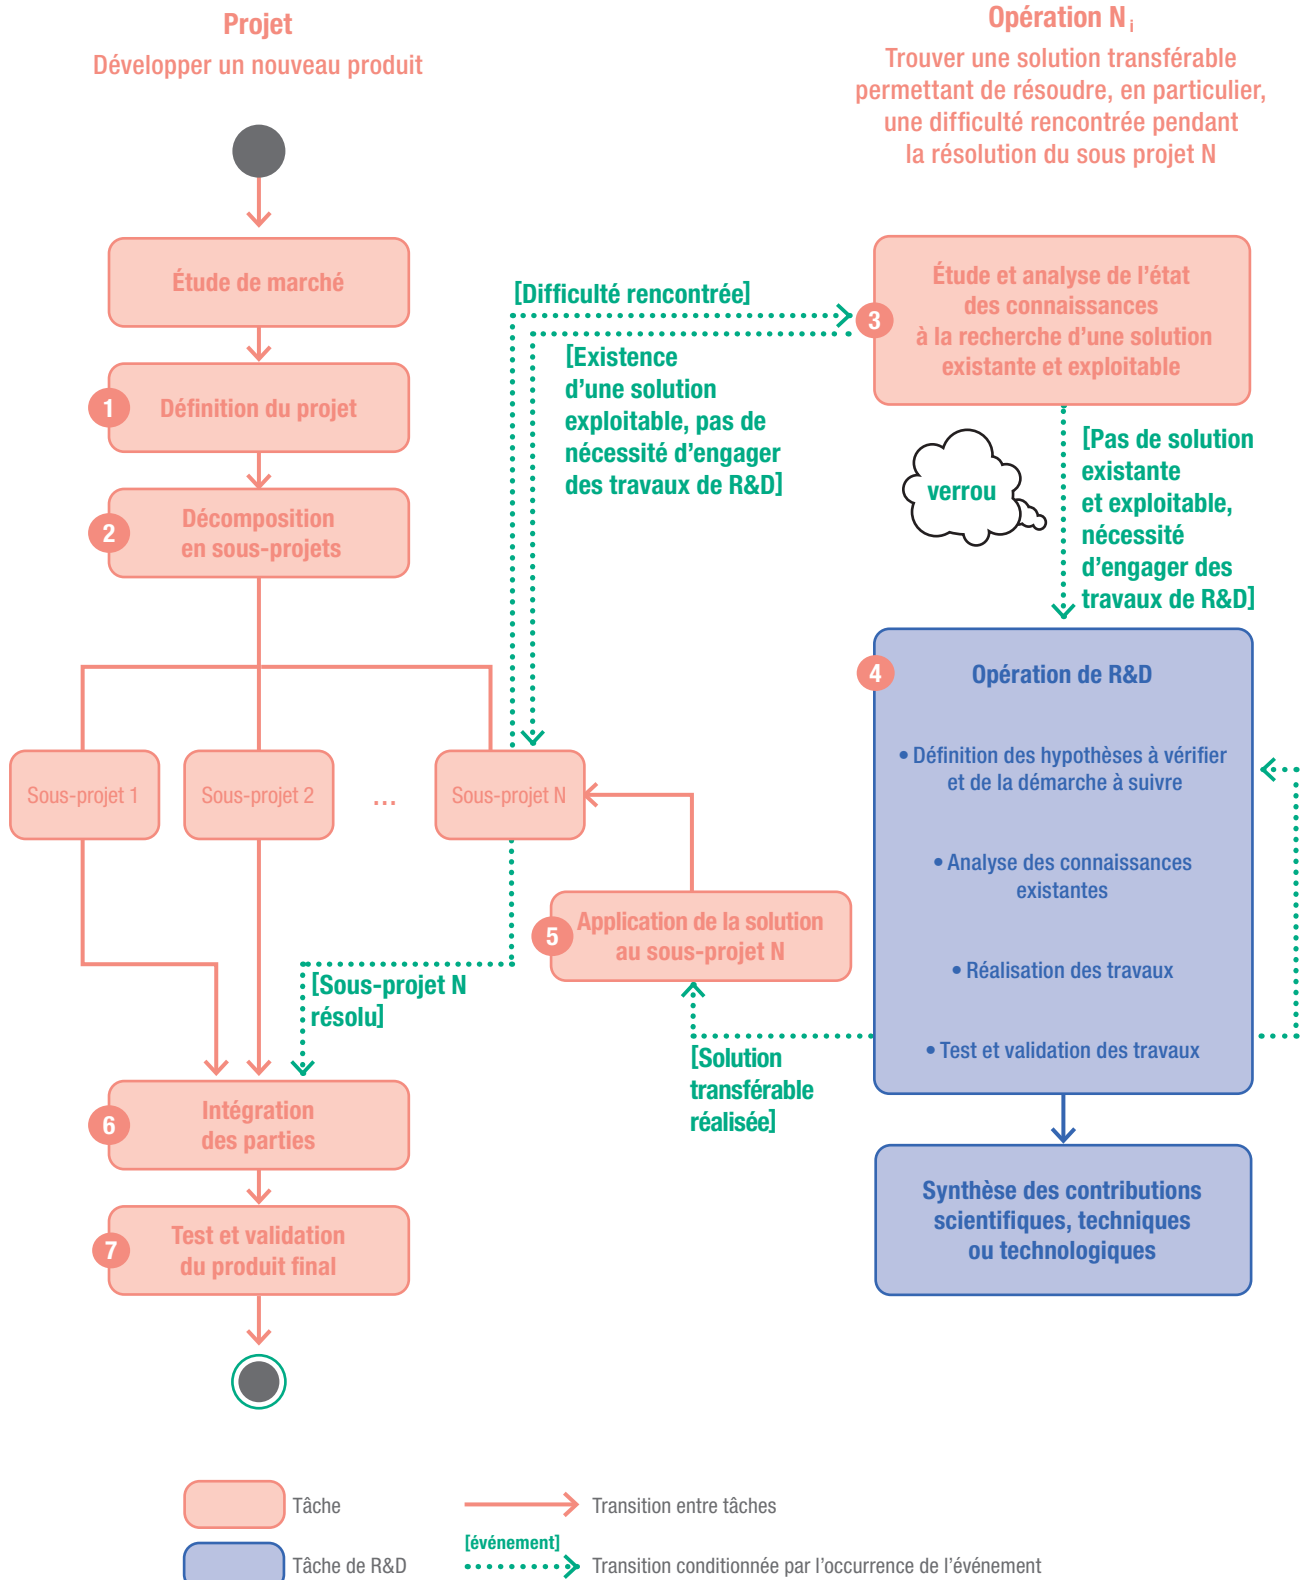 Projet
Développer un nouveau produit
Opération N i
Trouver une solution transférable
permettant de résoudre, en particulier,
une difficulté rencontrée pendant
la résolution du sous projet N
Étude de marché
1
Définition du projet
2
Décomposition
en sous-projets
[Difficulté rencontrée]
[Existence
d’une solution
exploitable, pas de
nécessité d’engager
des travaux de R&D]
3
Étude et analyse de l’état
des connaissances
à la recherche d’une solution
existante et exploitable
verrou
[Pas de solution
existante
et exploitable,
nécessité
d’engager des
travaux de R&D]
Sous-projet 1
Sous-projet 2
...
Sous-projet N
4
Opération de R&D
• Définition des hypothèses à vérifier
et de la démarche à suivre
• Analyse des connaissances
existantes
• Réalisation des travaux
• Test et validation des travaux
5
Application de la solution
au sous-projet N
[Sous-projet N
résolu]
[Solution
transférable
réalisée]
6
Intégration
des parties
7
Test et validation
du produit final
Synthèse des contributions
scientifiques, techniques
ou technologiques
Tâche
Transition entre tâches
Tâche de R&D
[événement]
Transition conditionnée par l’occurrence de l’événement